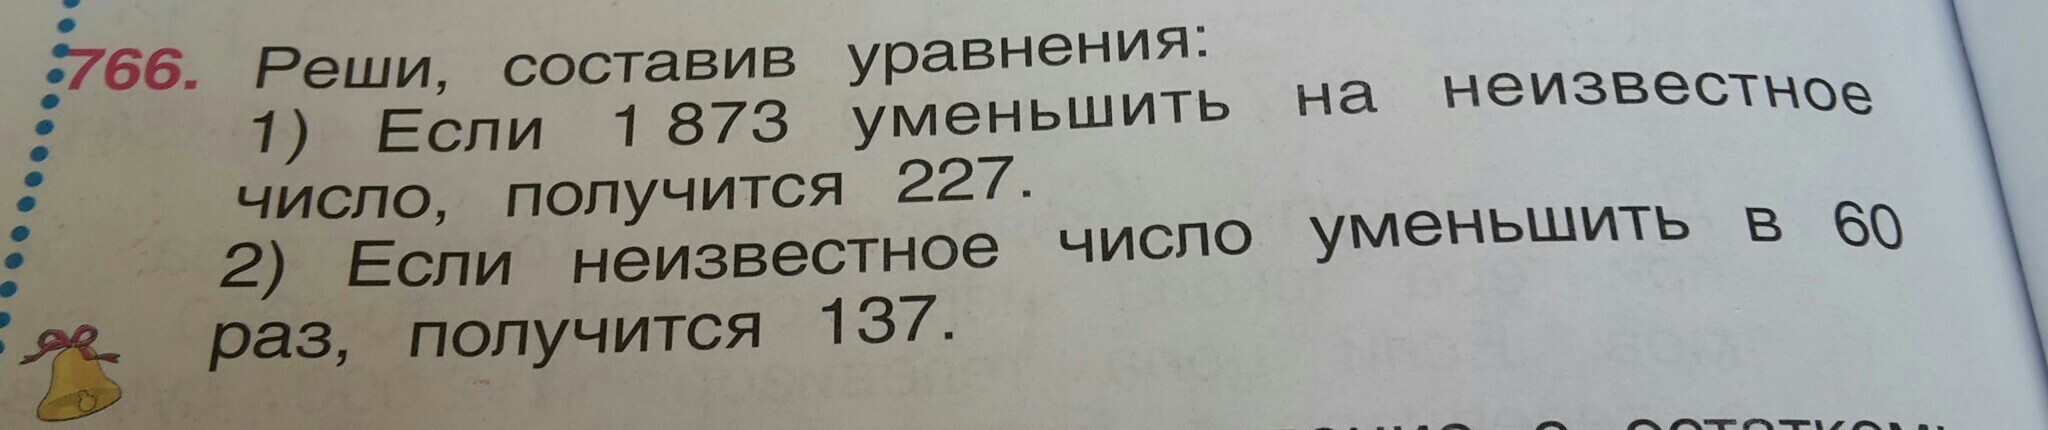 766. Реши, составив уравнения:
1) Если 1 873 уменьшить на неизвестное
число, получится 227.
2) Если неизвестное число уменьшить в 60
раз, получится 137.